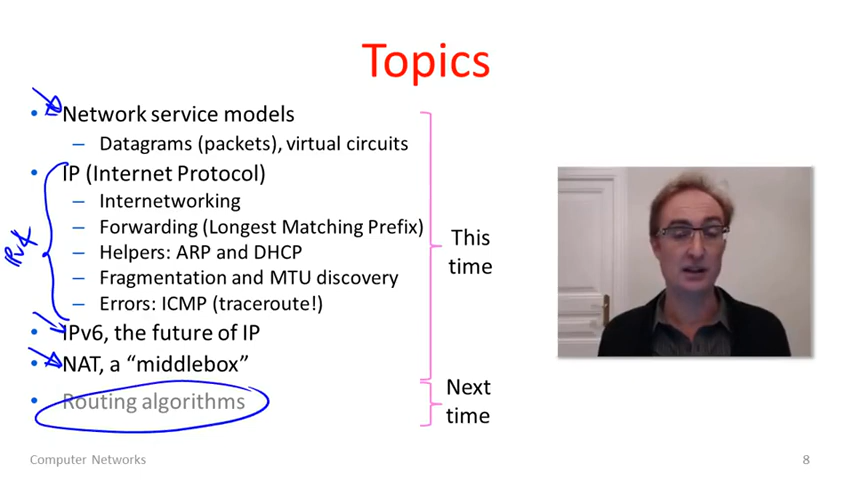 Topics
• Network service models
– Datagrams (packets), virtual circuits
• IP (Internet Protocol)
– Internetworking
– Forwarding (Longest Matching Prefix)
– Helpers: ARP and DHCP
– Fragmentation and MTU discovery
– Errors: ICMP (traceroute!)
IPv4
• IPv6, the future of IP
• NAT, a “middlebox”
This
time
• Routing algorithms
Next
time
Computer Networks
8